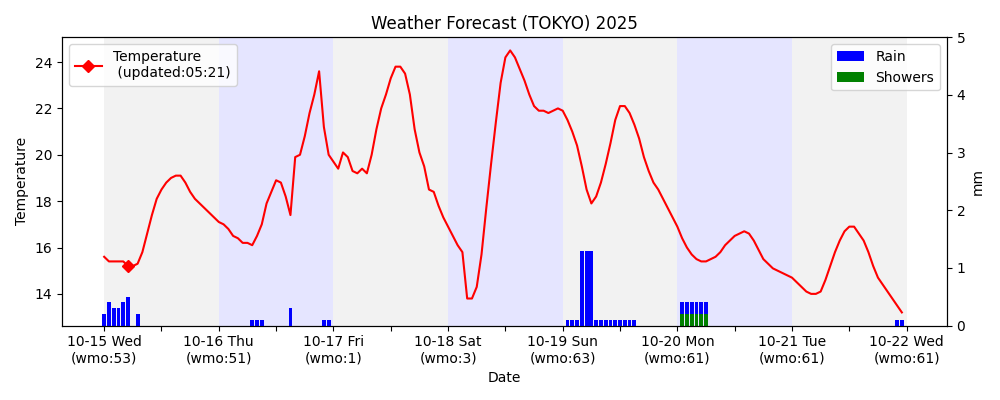 Weather Forecast (TOKYO) 2025
Temperature
(updated:05:21)
Rain
Showers
24
22
20
18
16
14
Temperature
5
4
3
2
1
0
mm
10-15 Wed
(wmo:53)
10-16 Thu
(wmo:51)
10-17 Fri
(wmo:1)
10-18 Sat
(wmo:3)
10-19 Sun
(wmo:63)
10-20 Mon
(wmo:61)
10-21 Tue
(wmo:61)
10-22 Wed
(wmo:61)
Date